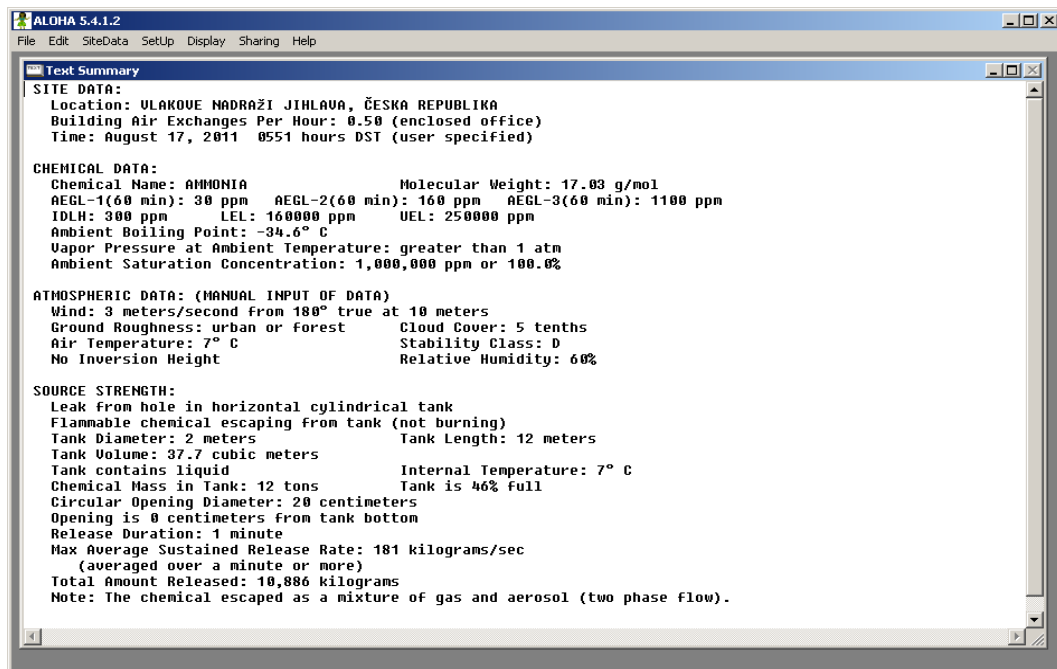 ALOHA 5.4.1.2
File Edit SiteData SetUp Display Sharing Help
Text Summary
SITE DATA:
Location: VLAKOVE NADRAžI JIHLAVA, ČESKA REPUBLIKA
Building Air Exchanges Per Hour: 0.50 (enclosed office)
Time: August 17, 2011 0551 hours DST (user specified)
CHEMICAL DATA:
Chemical Name: AMMONIA Molecular Weight: 17.03 g/mol
AEGL-1(60 min): 30 ppm AEGL-2(60 min): 160 ppm AEGL-3(60 min): 1100 ppm
IDLH: 300 ppm LEL: 160000 ppm UEL: 250000 ppm
Ambient Boiling Point: -34.6° C
Vapor Pressure at Ambient Temperature: greater than 1 atm
Ambient Saturation Concentration: 1,000,000 ppm or 100.0%
ATMOSPHERIC DATA: (MANUAL INPUT OF DATA)
Wind: 3 meters/second from 180° true at 10 meters
Ground Roughness: urban or forest Cloud Cover: 5 tenths
Air Temperature: 7° C Stability Class: D
No Inversion Height Relative Humidity: 60%
SOURCE STRENGTH:
Leak from hole in horizontal cylindrical tank
Flammable chemical escaping from tank (not burning)
Tank Diameter: 2 meters Tank Length: 12 meters
Tank Volume: 37.7 cubic meters
Tank contains liquid Internal Temperature: 7° C
Chemical Mass in Tank: 12 tons Tank is 46% full
Circular Opening Diameter: 20 centimeters
Opening is 0 centimeters from tank bottom
Release Duration: 1 minute
Max Average Sustained Release Rate: 181 kilograms/sec
(averaged over a minute or more)
Total Amount Released: 10,886 kilograms
Note: The chemical escaped as a mixture of gas and aerosol (two phase flow).